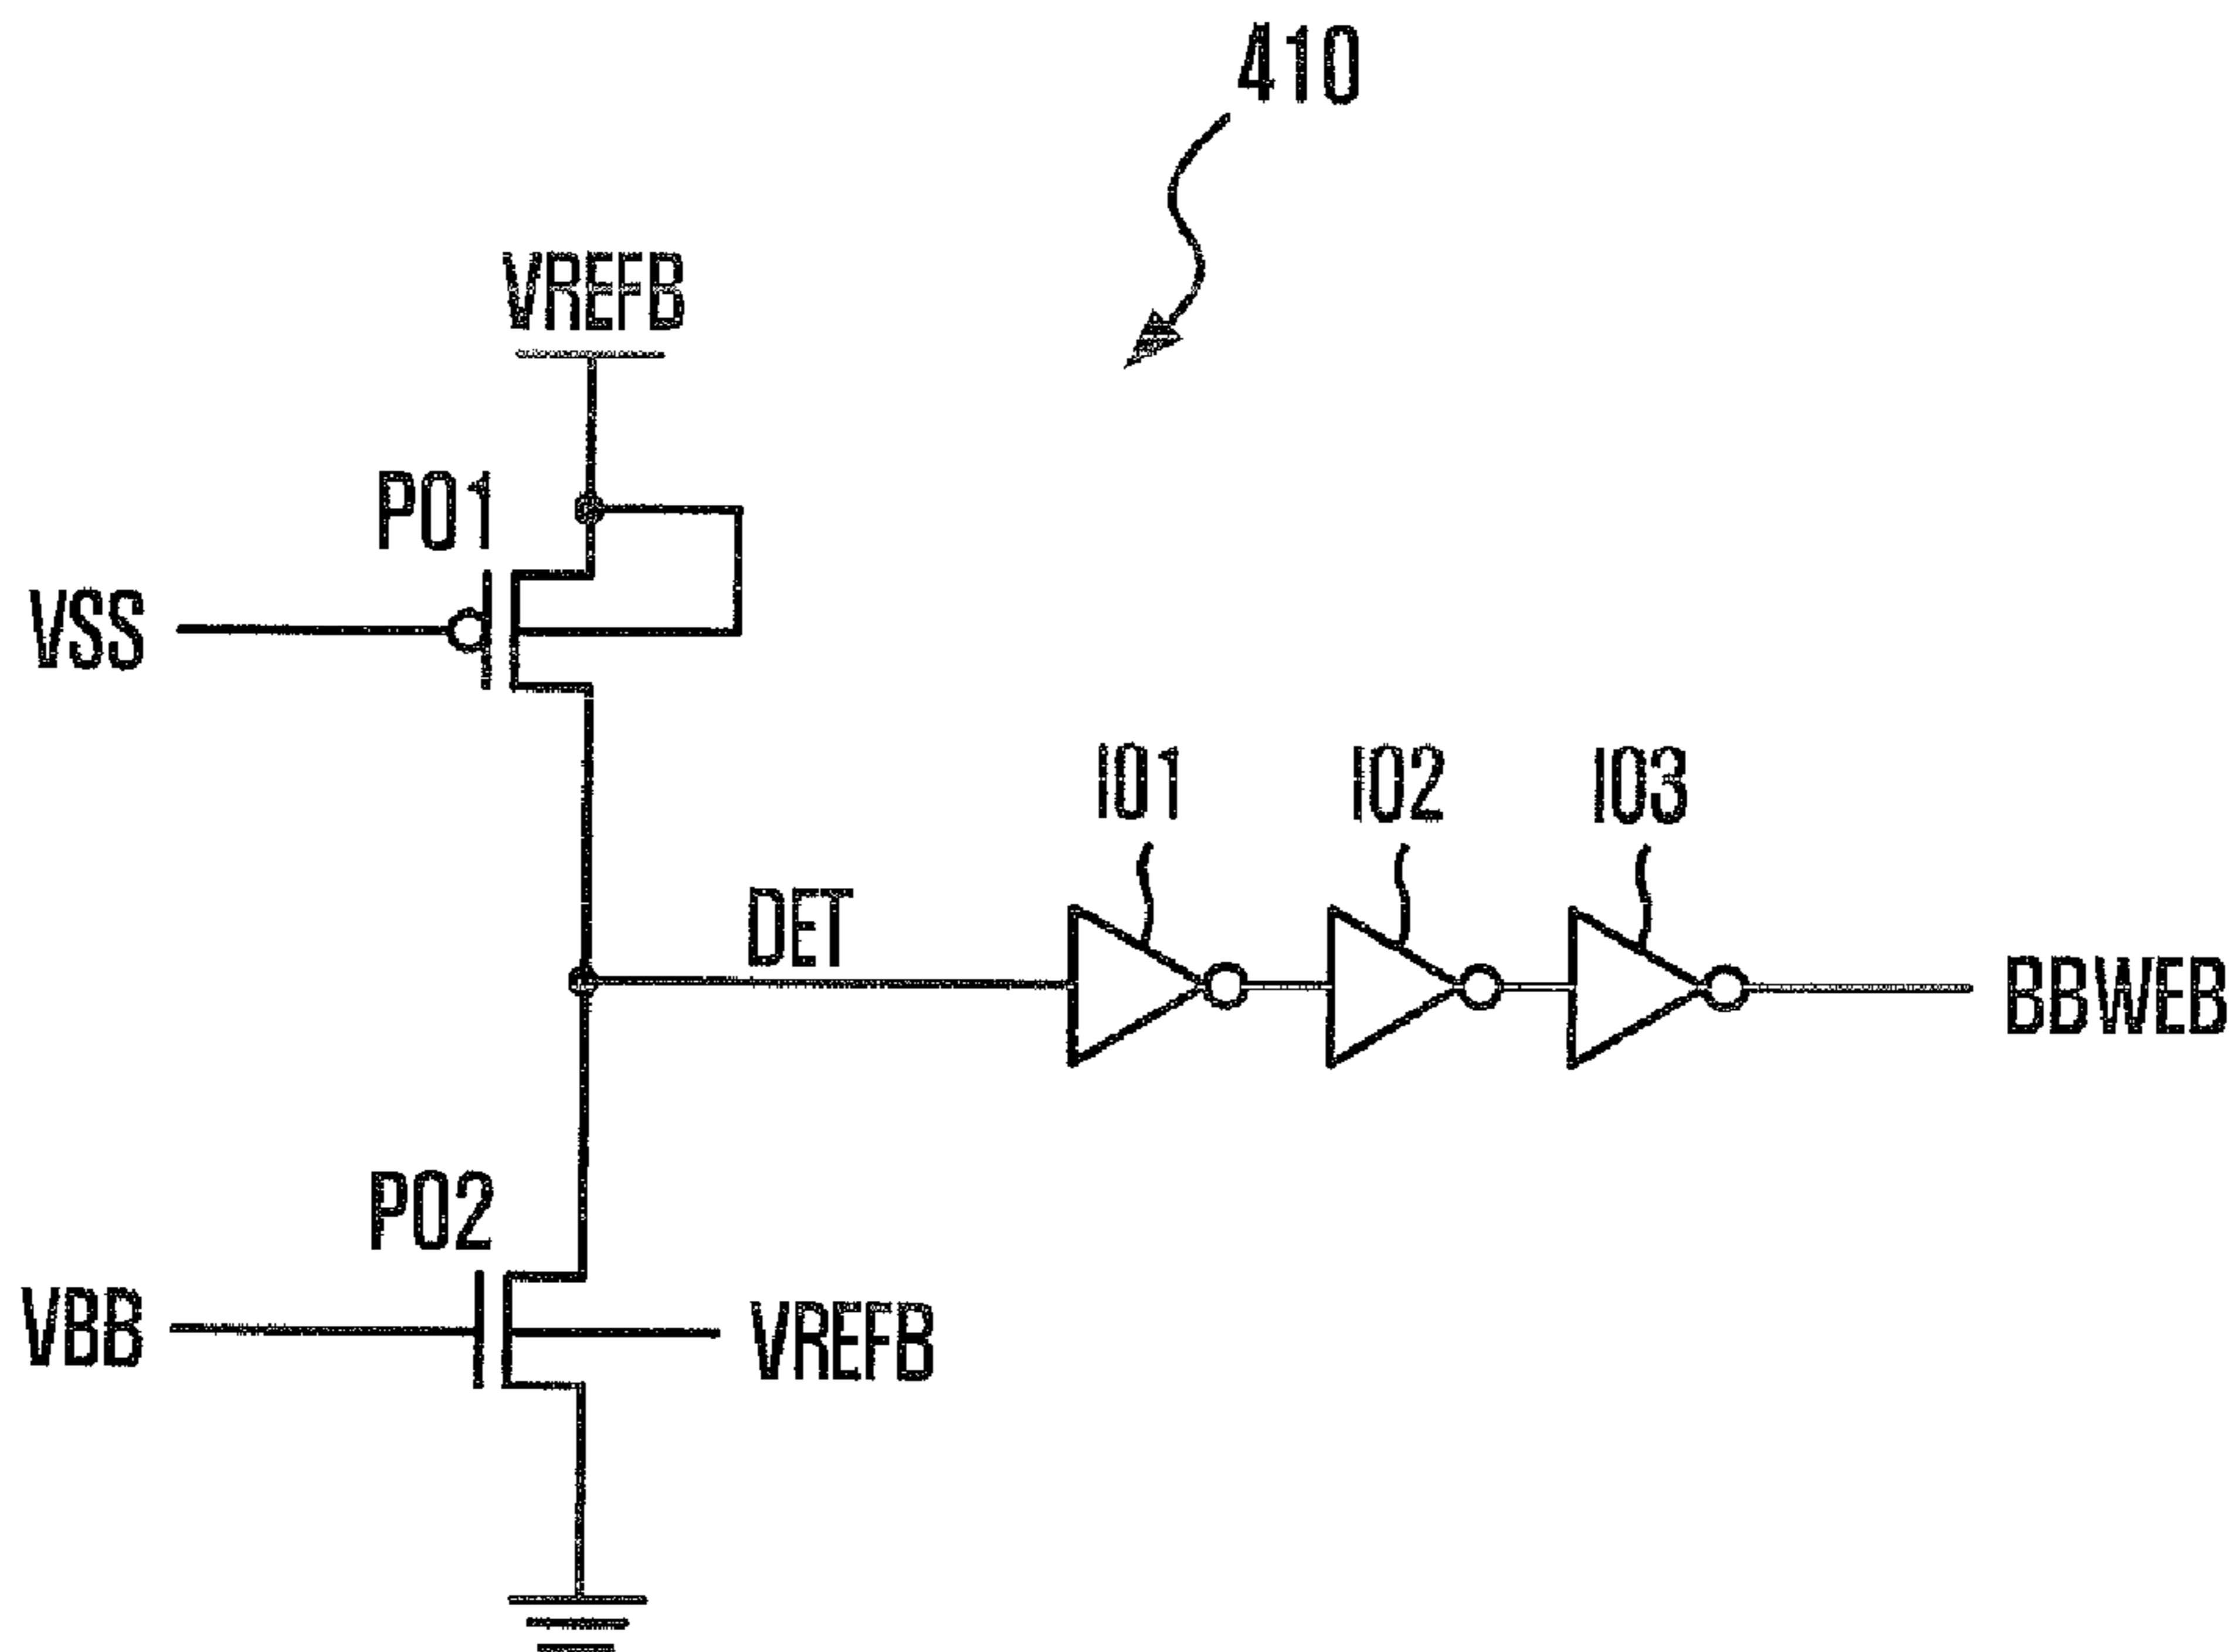 410
VREFB
P01
VSS
I01
I02
I03
DET
BBWEB
P02
VBB
VREFB